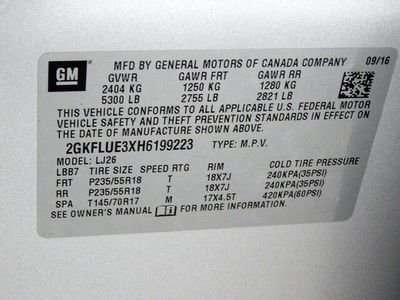 GM
MFD BY GENERAL MOTORS OF CANADA COMPANY
09/16
GVWR GAWR FRT GAWR RR
2404 KG 1250 KG 1280 KG
5300 LB 2755 LB 2821 LB
THIS VEHICLE CONFORMS TO ALL APPLICABLE U.S. FEDERAL MOTOR
VEHICLE SAFETY AND THEFT PREVENTION STANDARDS IN EFFECT ON
THE DATE OF MANUFACTURE SHOWN ABOVE.
2GKFLUE3XH6199223 TYPE: M.P.V.
MODEL: LJ26
LBB7 TIRE SIZE SPEED RTG RIM COLD TIRE PRESSURE
FRT P235/55R18 T 18X7J 240KPA(35PSI)
RR P235/55R18 T 18X7J 240KPA(35PSI)
SPA T145/70R17 M 17X4.5T 420KPA(60PSI)
SEE OWNER'S MANUAL FOR ADDITIONAL INFORMATION.